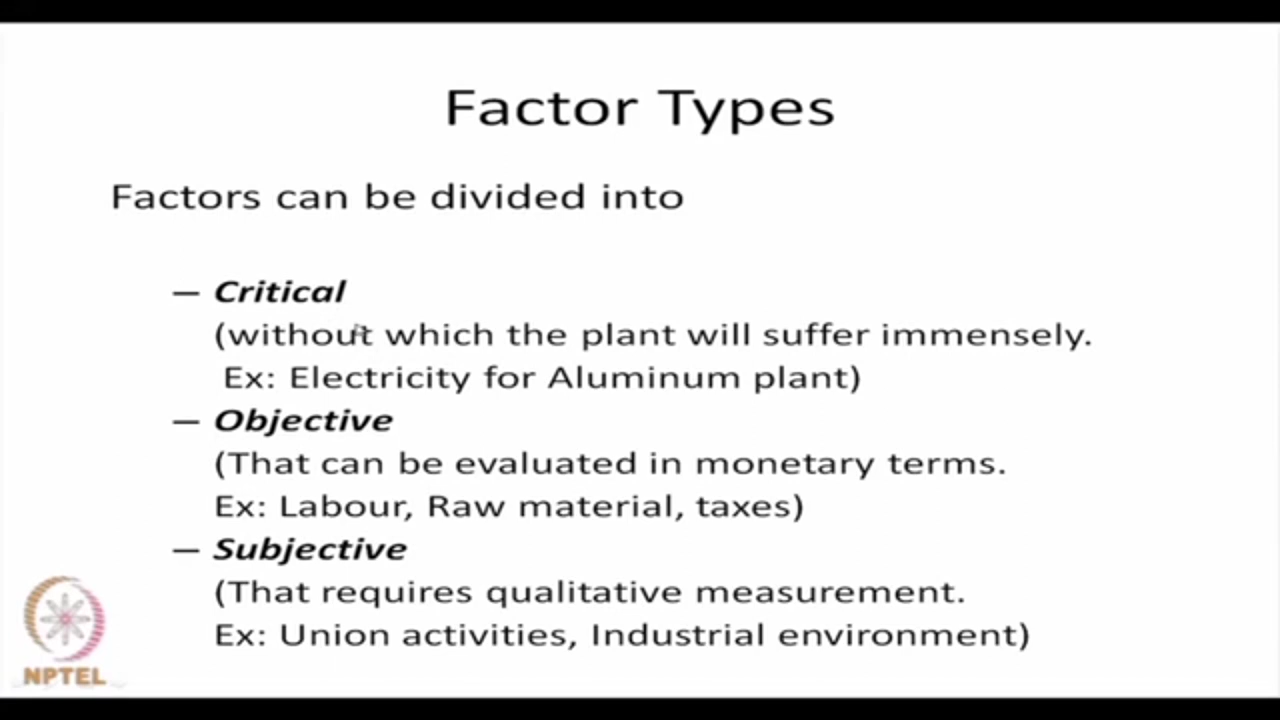 Factor Types
Factors can be divided into
— Critical
(without which the plant will suffer immensely.
Ex: Electricity for Aluminum plant)
— Objective
(That can be evaluated in monetary terms.
Ex: Labour, Raw material, taxes)
— Subjective
(That requires qualitative measurement.
Ex: Union activities, Industrial environment)
NPTEL